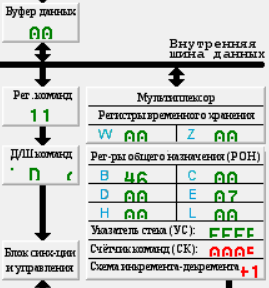 Буфер данных
00
Внутренняя
шина данных
Рег. команд
11
Мультиплексор
Регистры временного хранения
W 00 Z 00
Д/Ш команд
D
Рег-ры общего назначения (РОН)
B 46 C 00
D 00 E 07
H 00 L 00
Указатель стека (УС): FFFF
Счётчик команд (СК):
Блок синх-ции
и управления
Схема инкремента-декремента +1